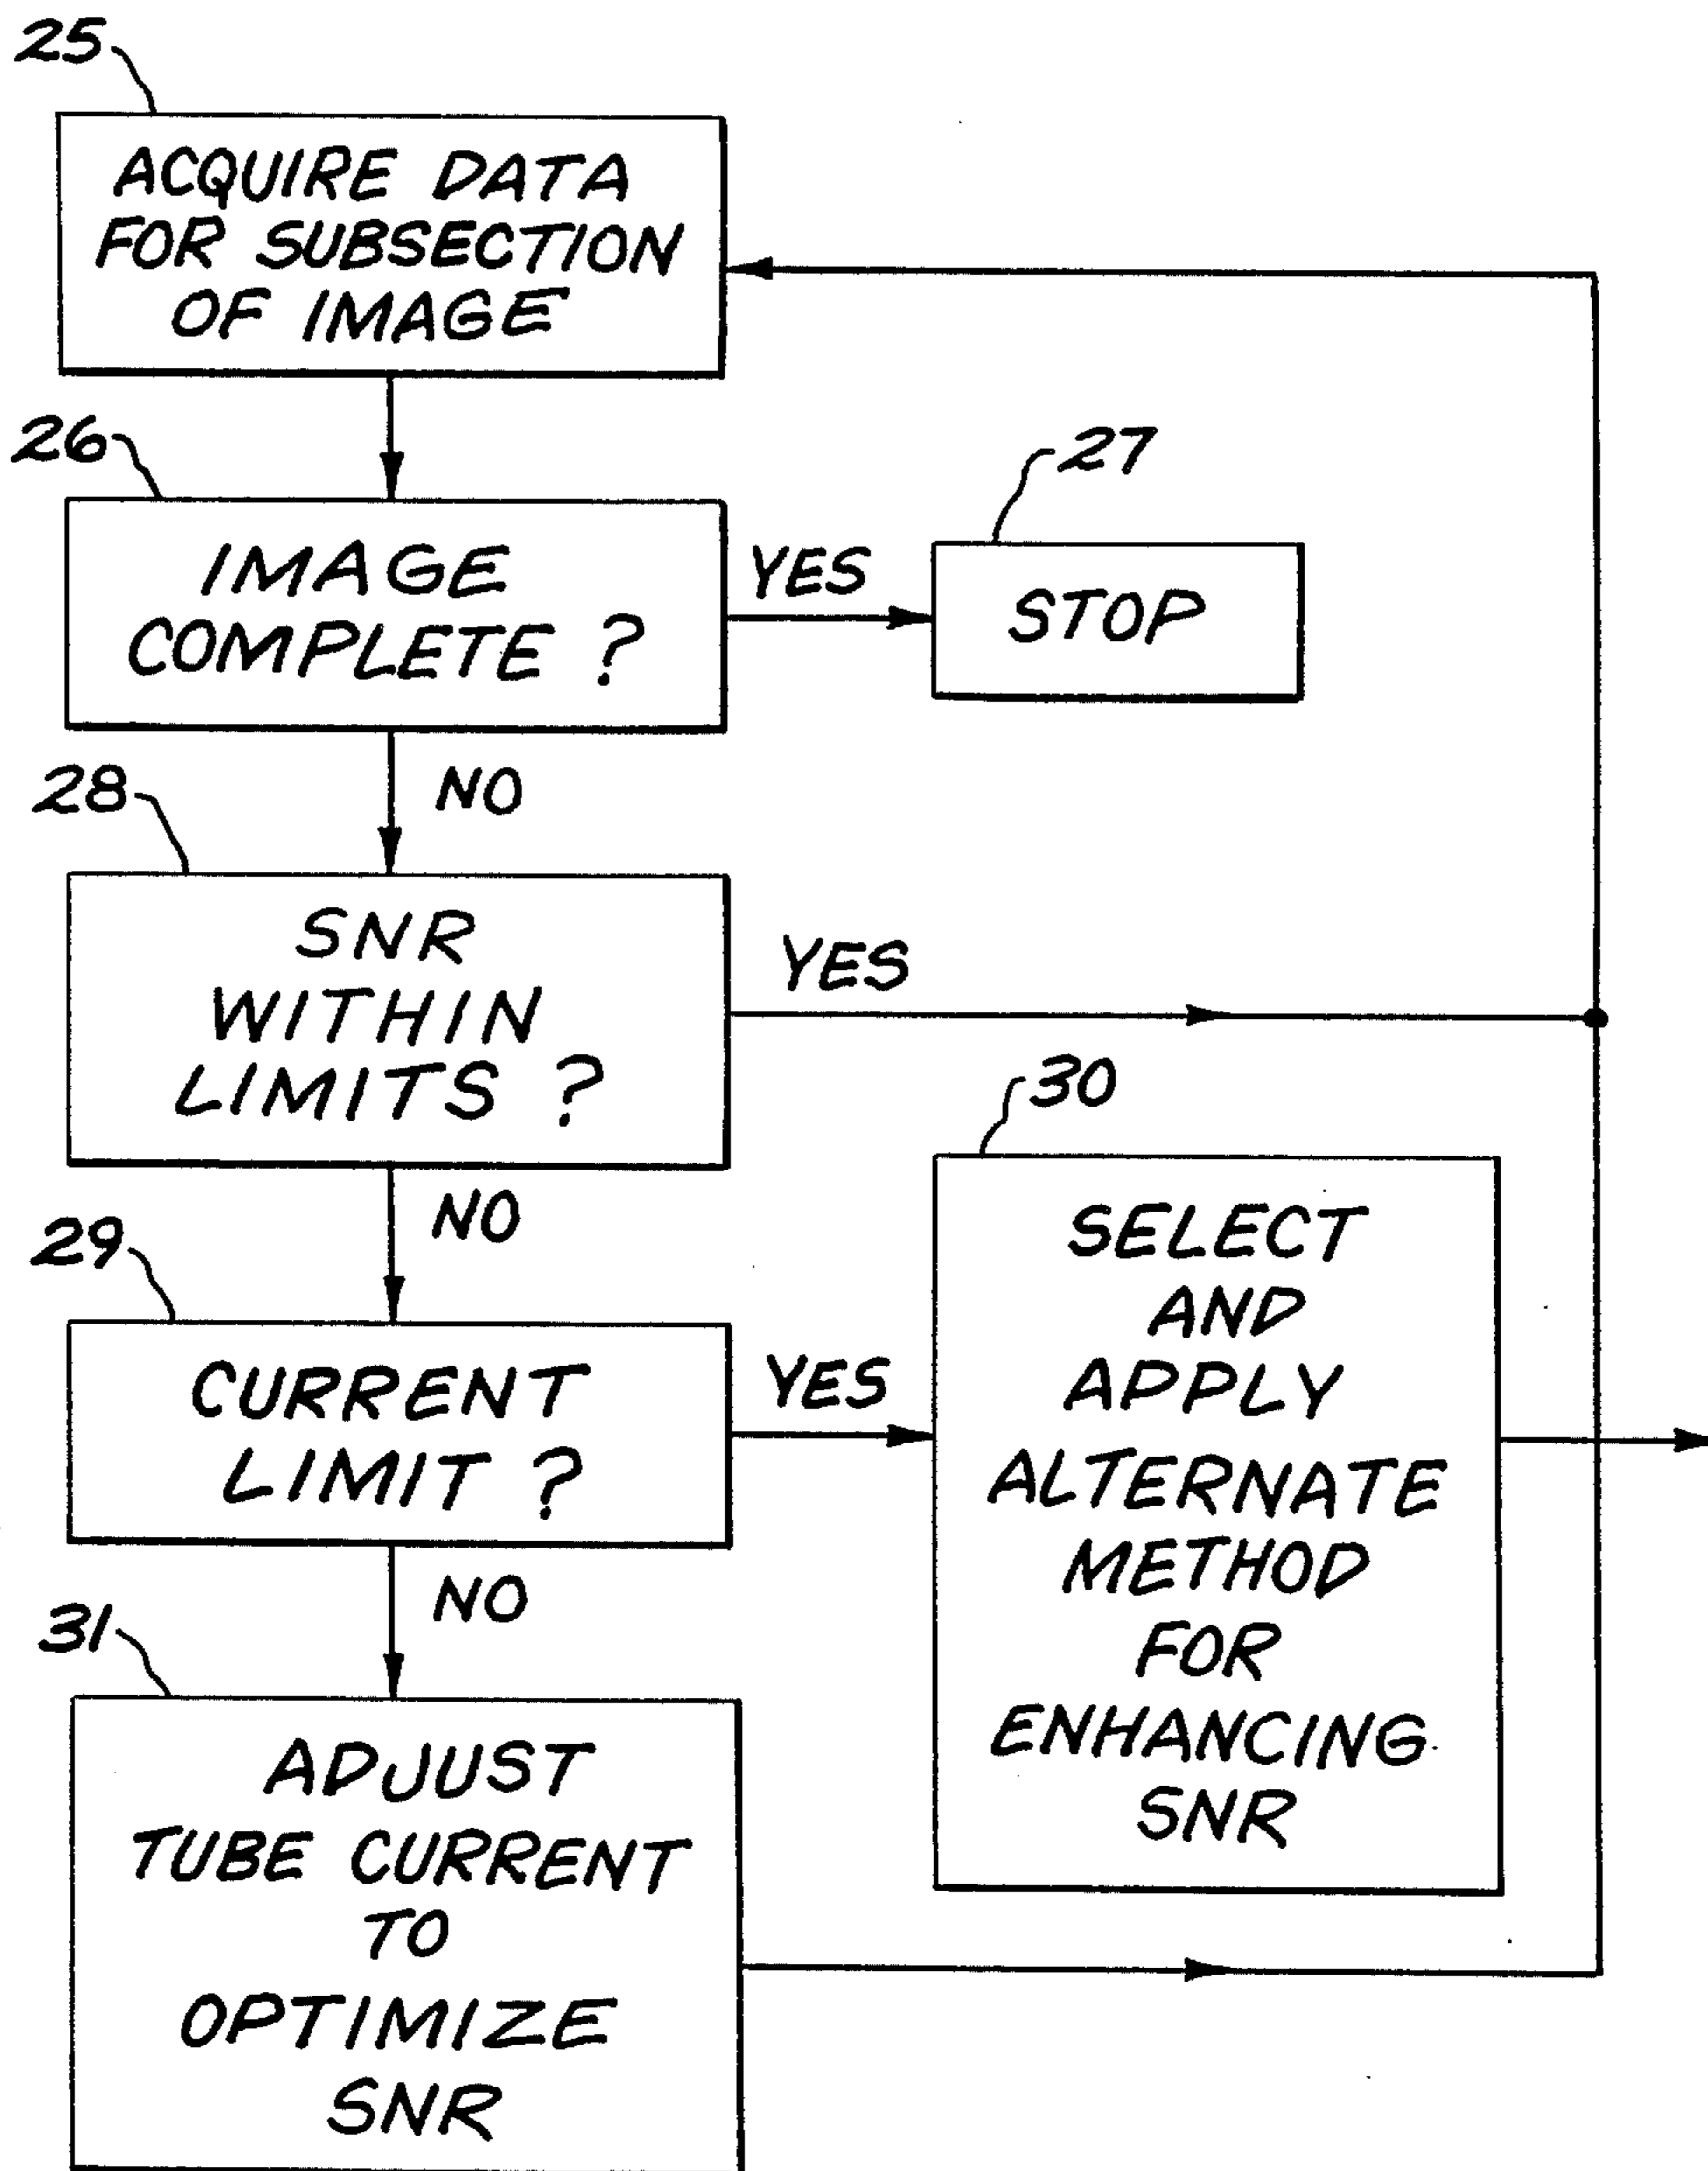 25
ACQUIRE DATA
FOR SUBSECTION
OF IMAGE
26
IMAGE
COMPLETE ?
YES
27
STOP
NO
28
SNR
WITHIN
LIMITS ?
YES
NO
29
CURRENT
LIMIT ?
YES
30
SELECT
AND
APPLY
ALTERNATE
METHOD
FOR
ENHANCING
SNR
NO
31
ADJUST
TUBE CURRENT
TO
OPTIMIZE
SNR